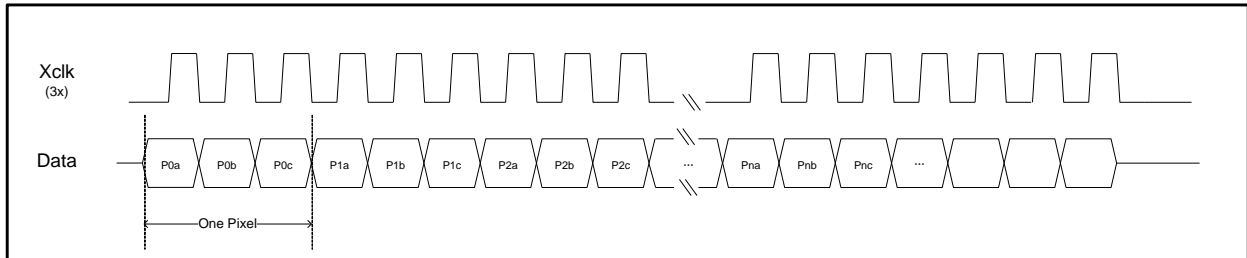 Xclk
(3x)
Data
P0a P0b P0c P1a P1b P1c P2a P2b P2c ... Pna Pnb Pnc ...
One Pixel